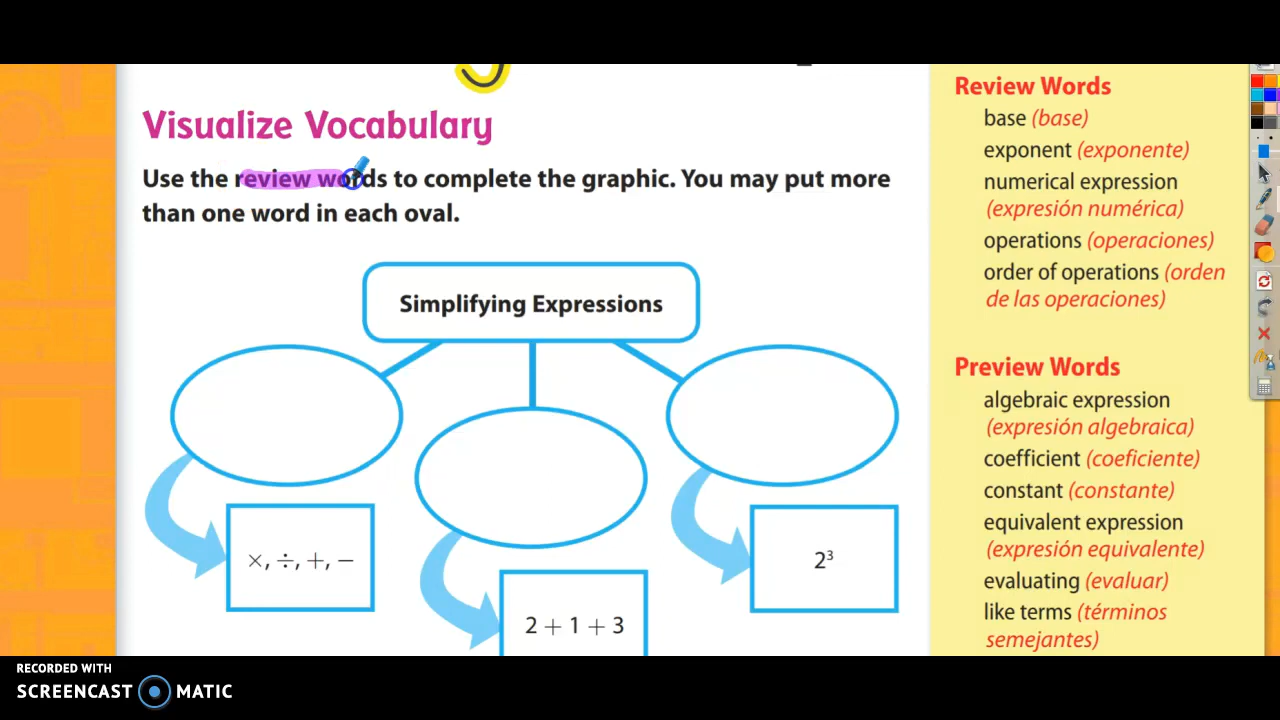 Visualize Vocabulary
Use the review words to complete the graphic. You may put more
than one word in each oval.
Simplifying Expressions
×, ÷, +, −
2 + 1 + 3
2³
Review Words
base (base)
exponent (exponente)
numerical expression
(expresión numérica)
operations (operaciones)
order of operations (orden
de las operaciones)
Preview Words
algebraic expression
(expresión algebraica)
coefficient (coeficiente)
constant (constante)
equivalent expression
(expresión equivalente)
evaluating (evaluar)
like terms (términos
semejantes)
RECORDED WITH
SCREENCAST MATIC